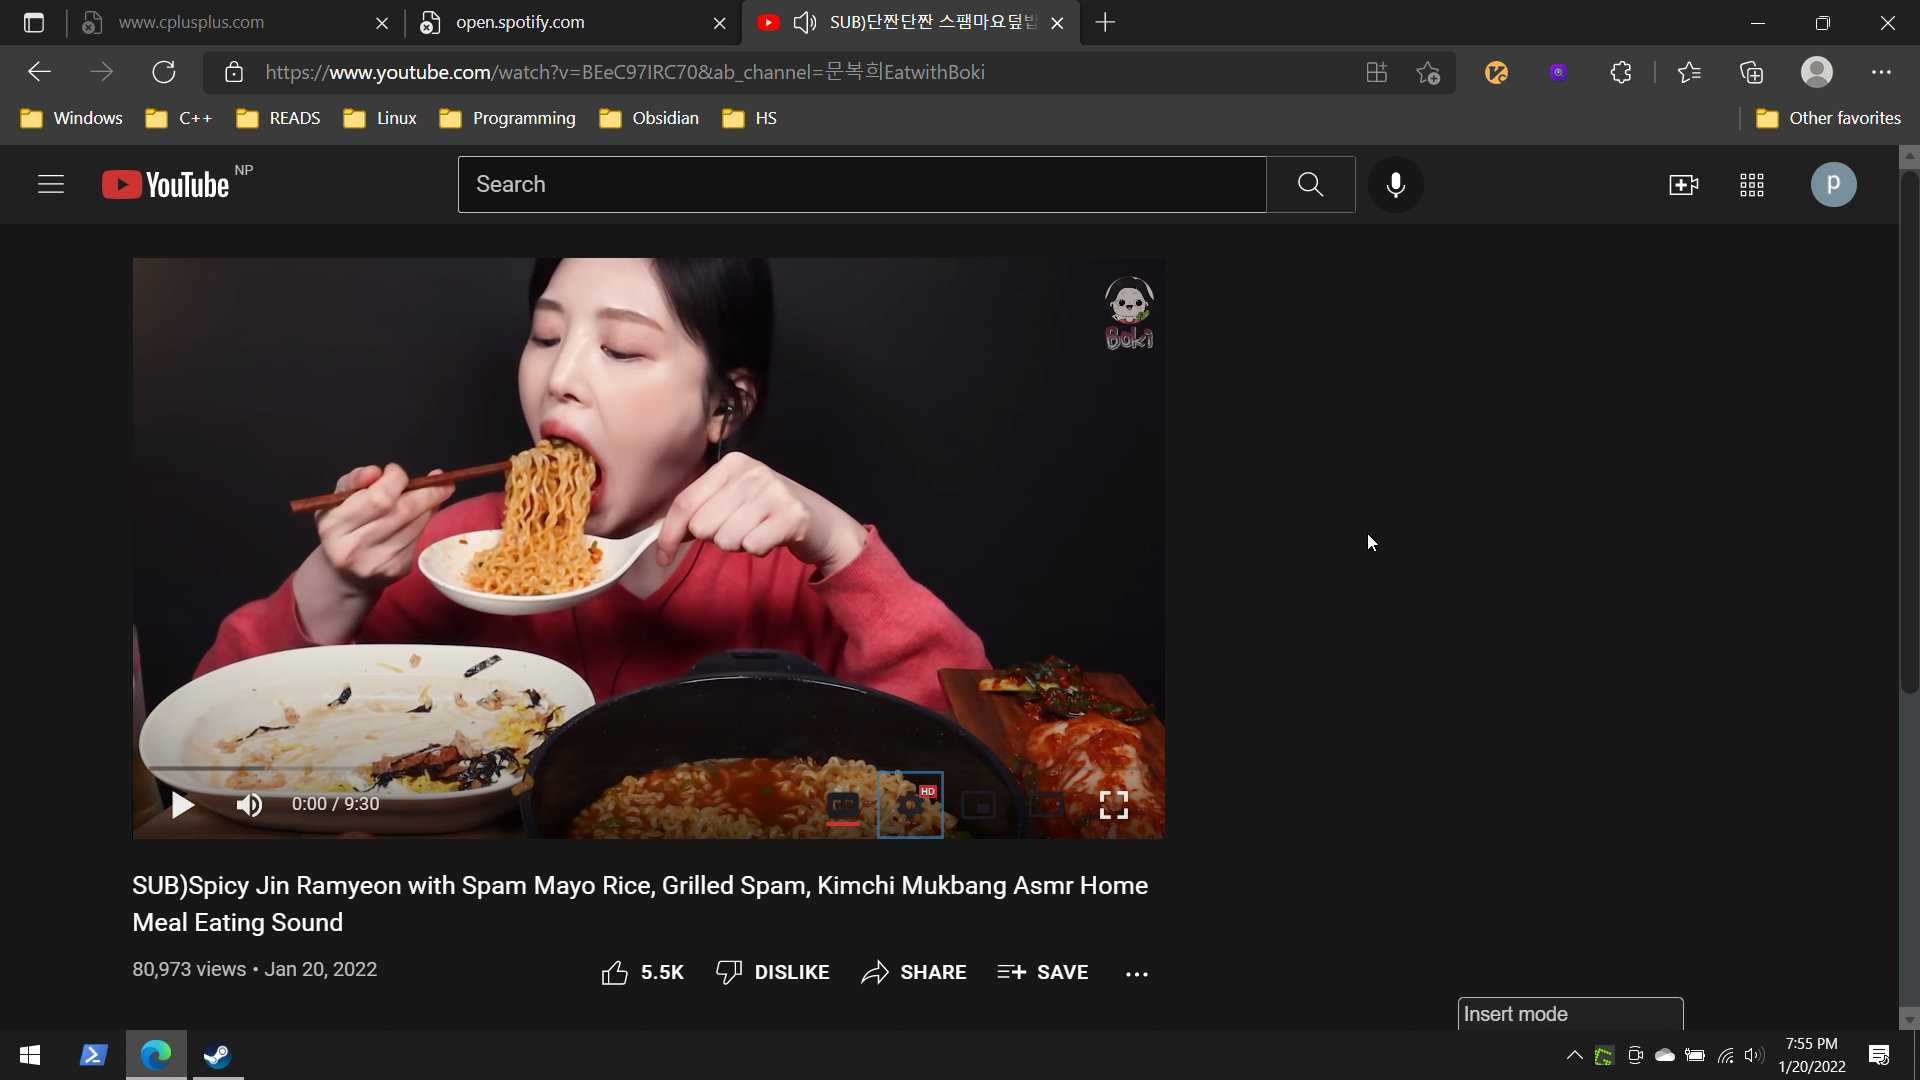 www.cplusplus.com
open.spotify.com
SUB)단짠단짠 스팸마요덮밥
https://www.youtube.com/watch?v=BEeC97IRC70&ab_channel=문복희EatwithBoki
Windows
C++
READS
Linux
Programming
Obsidian
HS
Other favorites
YouTube NP
Search
p
Boki
0:00 / 9:30
CC
HD
SUB)Spicy Jin Ramyeon with Spam Mayo Rice, Grilled Spam, Kimchi Mukbang Asmr Home
Meal Eating Sound
80,973 views • Jan 20, 2022
5.5K
DISLIKE
SHARE
SAVE
Insert mode
7:55 PM
1/20/2022